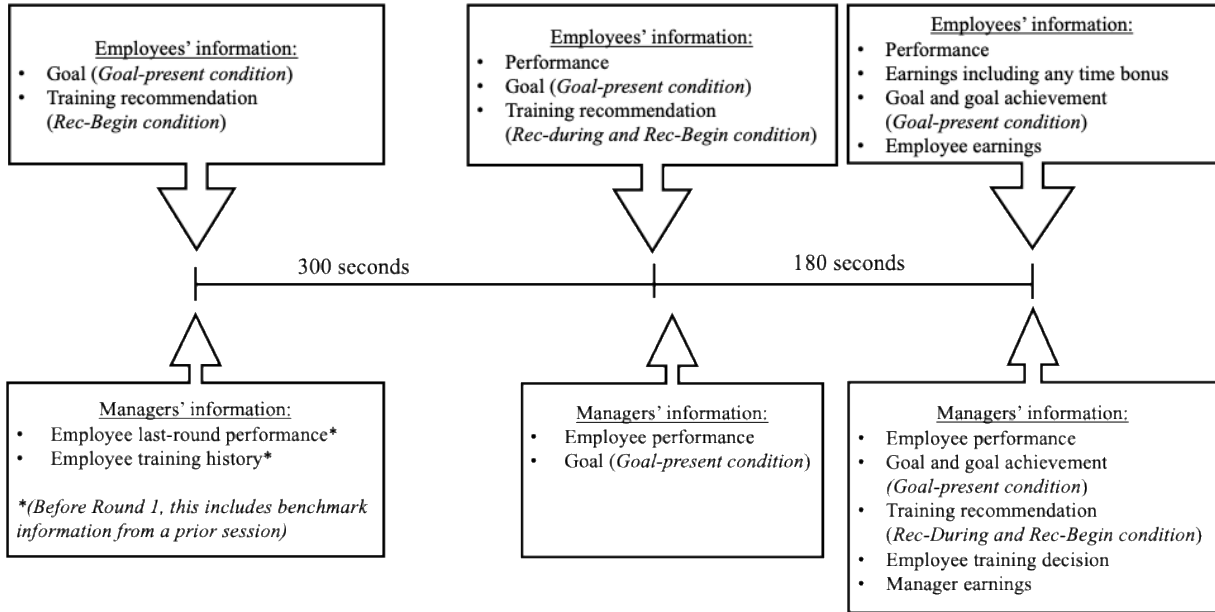 Employees' information:
• Goal (Goal-present condition)
• Training recommendation
(Rec-Begin condition)
Employees' information:
• Performance
• Goal (Goal-present condition)
• Training recommendation
(Rec-during and Rec-Begin condition)
Employees' information:
• Performance
• Earnings including any time bonus
• Goal and goal achievement
(Goal-present condition)
• Employee earnings
300 seconds
180 seconds
Managers' information:
• Employee last-round performance*
• Employee training history*
*(Before Round 1, this includes benchmark
information from a prior session)
Managers' information:
• Employee performance
• Goal (Goal-present condition)
Managers' information:
• Employee performance
• Goal and goal achievement
(Goal-present condition)
• Training recommendation
(Rec-During and Rec-Begin condition)
• Employee training decision
• Manager earnings